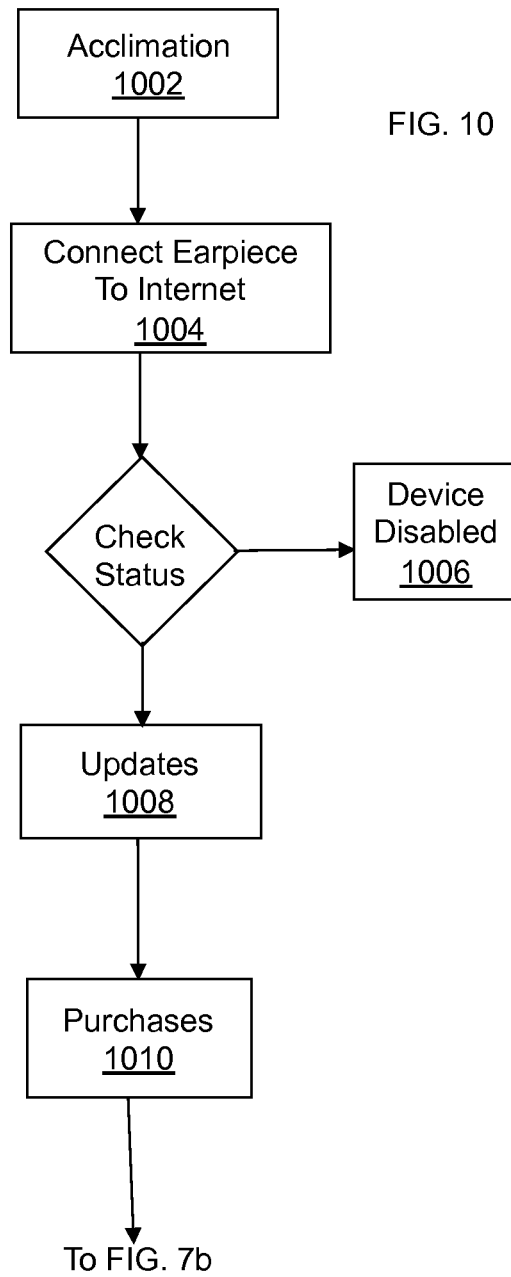 Acclimation
1002
FIG. 10
Connect Earpiece
To Internet
1004
Check
Status
Device
Disabled
1006
Updates
1008
Purchases
1010
To FIG. 7b